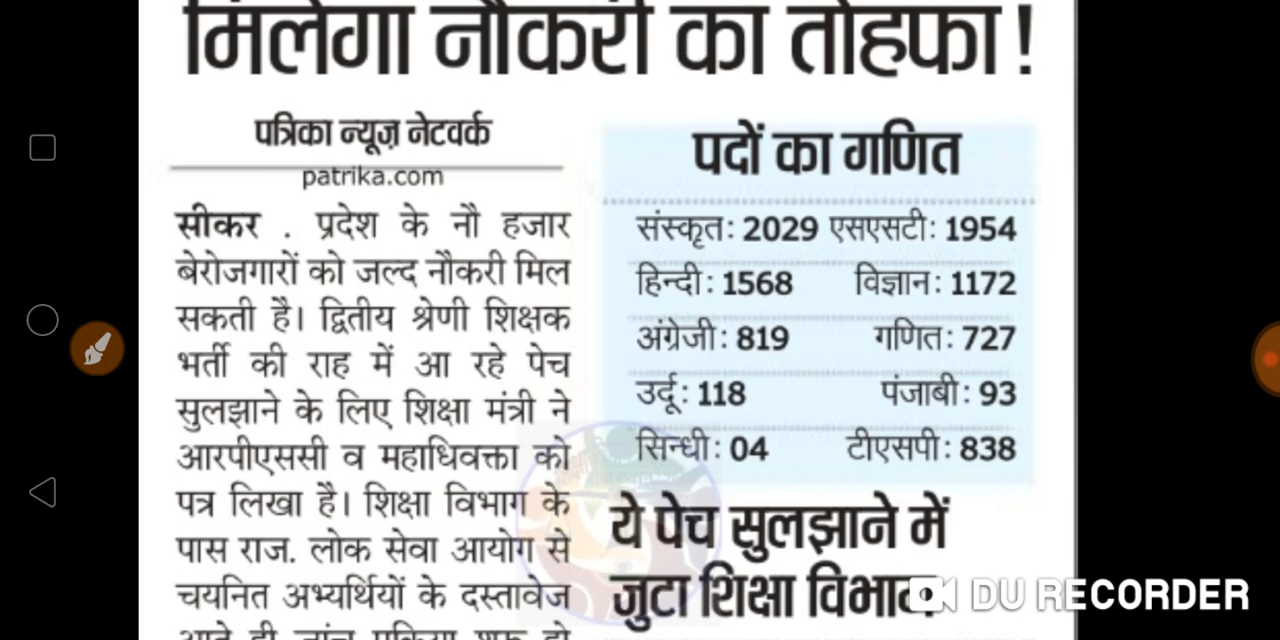 मिलेगा नौकरी का तोहफा!
पत्रिका न्यूज़ नेटवर्क
patrika.com
सीकर . प्रदेश के नौ हजार
बेरोजगारों को जल्द नौकरी मिल
सकती है। द्वितीय श्रेणी शिक्षक
भर्ती की राह में आ रहे पेच
सुलझाने के लिए शिक्षा मंत्री ने
आरपीएससी व महाधिवक्ता को
पत्र लिखा है। शिक्षा विभाग के
पास राज. लोक सेवा आयोग से
चयनित अभ्यर्थियों के दस्तावेज
पदों का गणित
संस्कृत: 2029 एसएसटी: 1954
हिन्दी: 1568 विज्ञान: 1172
अंग्रेजी: 819 गणित: 727
उर्दू: 118 पंजाबी: 93
सिन्धी: 04 टीएसपी: 838
ये पेच सुलझाने में
जुटा शिक्षा
DU RECORDER